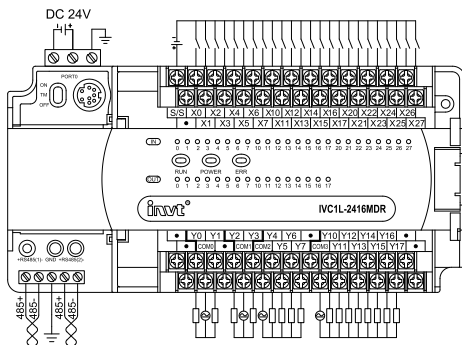 DC 24V
PORT0
ON
TM
OFF
S/S X0 X2 X4 X6 X10 X12 X14 X16 X20 X22 X24 X26
• X1 X3 X5 X7 X11 X13 X15 X17 X21 X23 X25 X27
IN
0 1 2 3 4 5 6 7 10 11 12 13 14 15 16 17 20 21 22 23 24 25 26 27
RUN POWER ERR
OUT
0 1 2 3 4 5 6 7 10 11 12 13 14 15 16 17
invt
IVC1L-2416MDR
• Y0 Y1 Y2 Y3 Y4 Y6 • Y10 Y12 Y14 Y16 •
• COM0 • COM1 COM2 Y5 Y7 COM3 Y11 Y13 Y15 Y17 •
+RS485(1)- GND +RS485(2)-
485+
485-
485+
485-